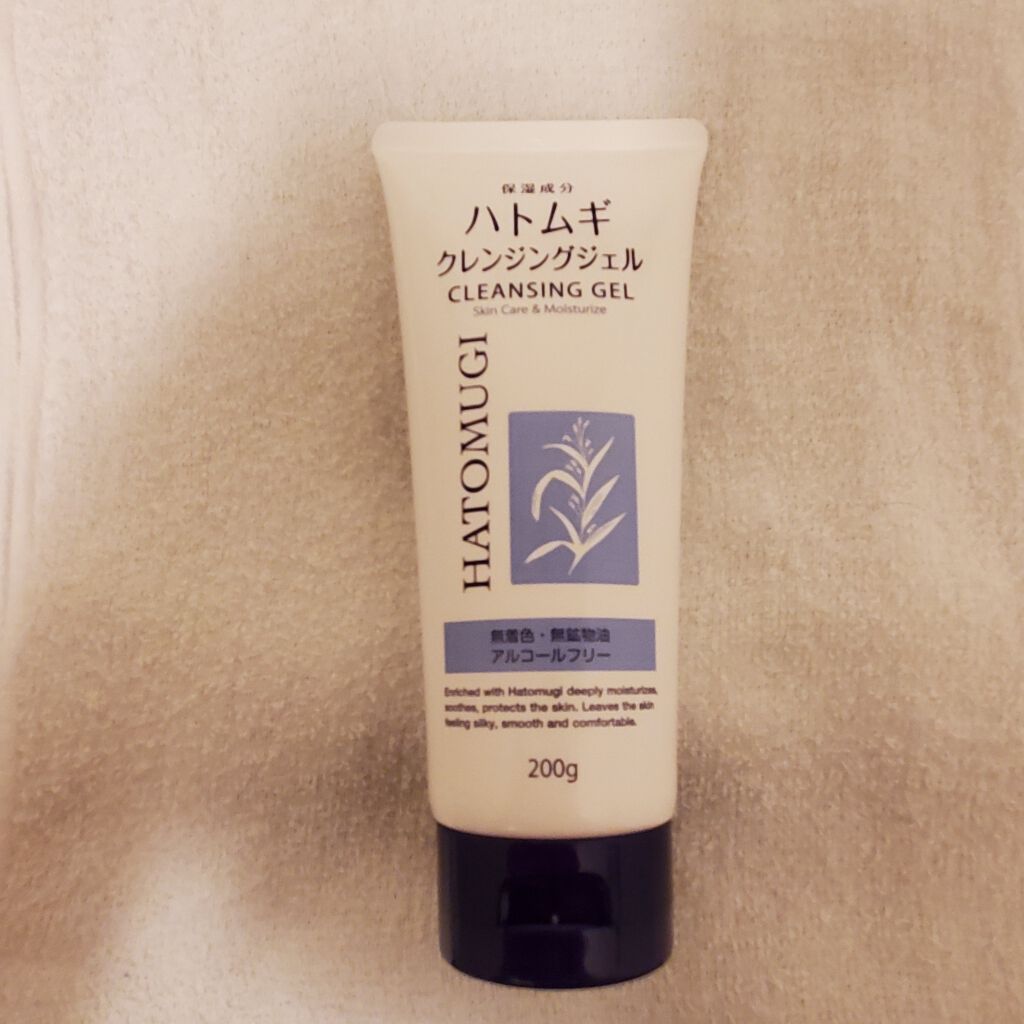 保湿成分
ハトムギ
クレンジングジェル
CLEANSING GEL
Skin Care & Moisturize
HATOMUGI
無着色・無鉱物油
アルコールフリー
Enriched with Hatomugi deeply moisturizes,
soothes, protects the skin. Leaves the skin
feeling silky, smooth and comfortable.
200g